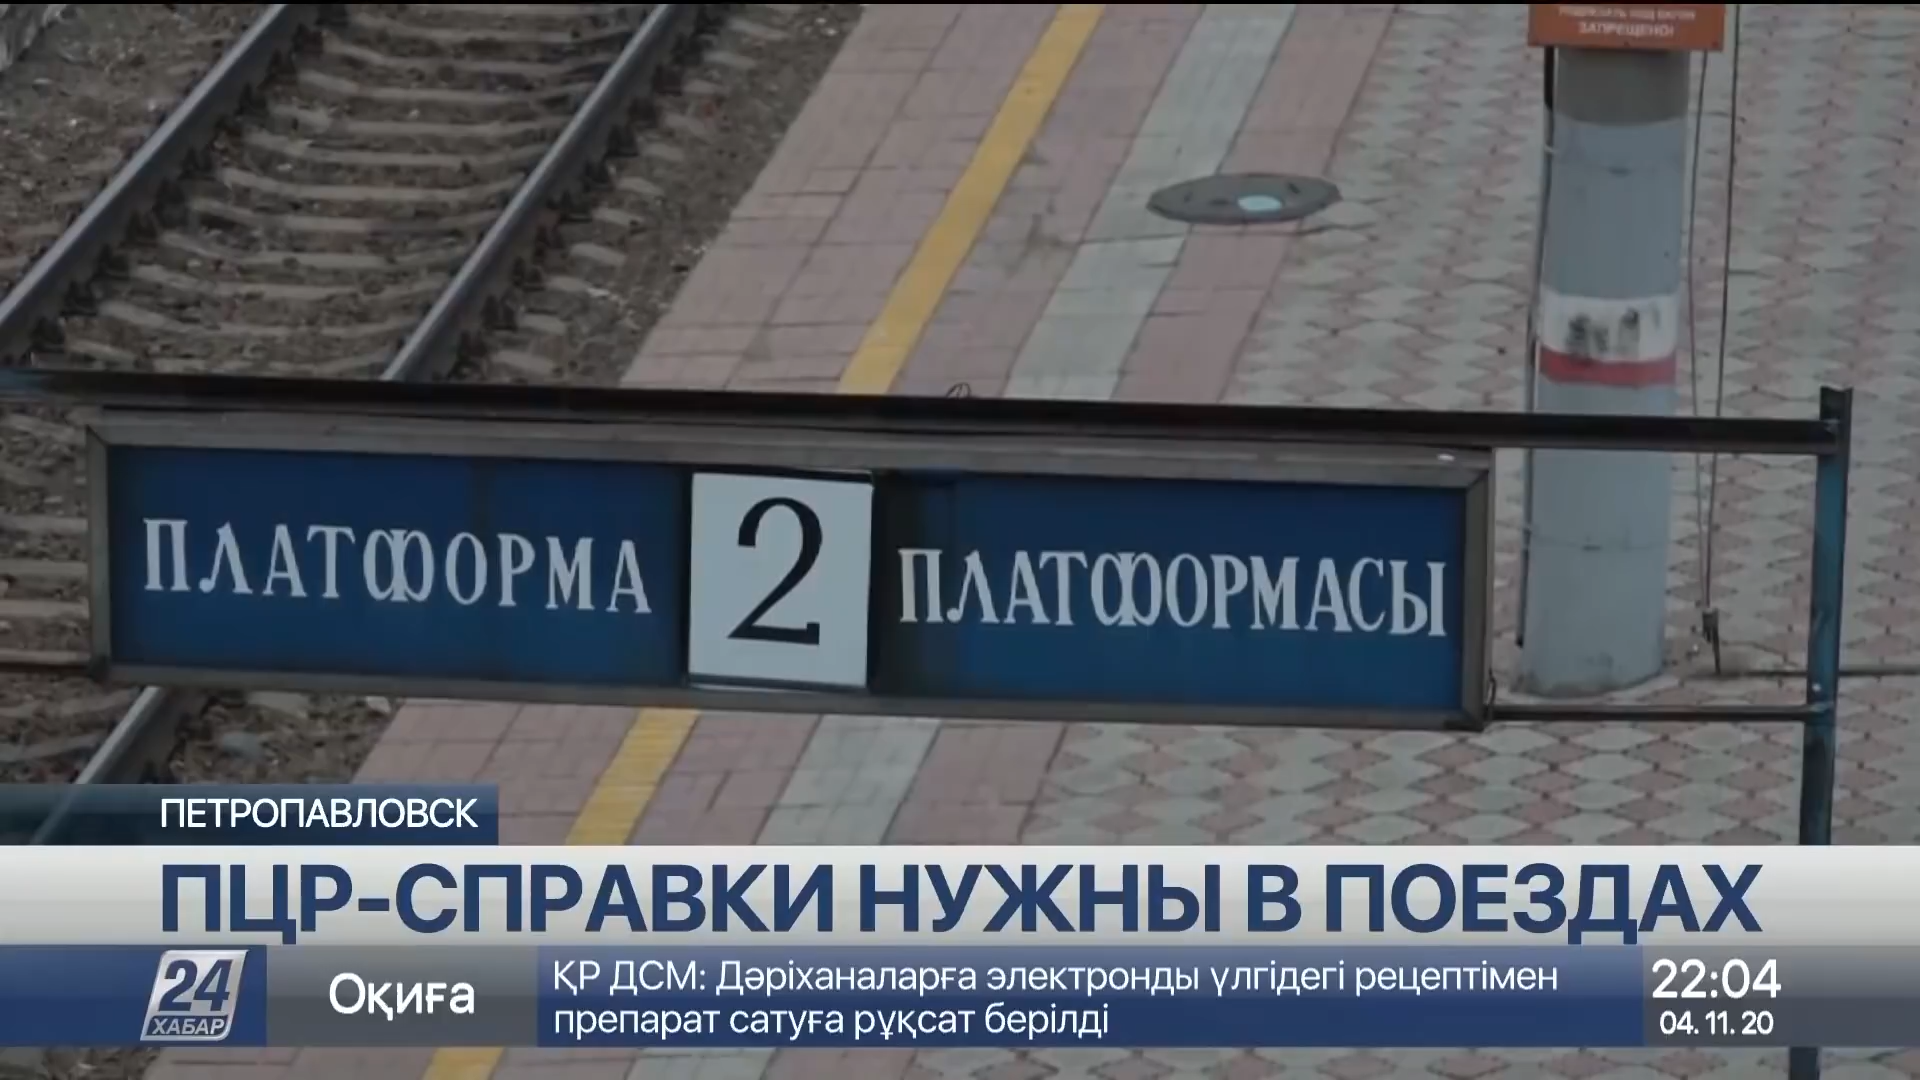 ЗАПРЕЩЕНО!
ПЛАТФОРМА 2 ПЛАТФОРМАСЫ
ПЕТРОПАВЛОВСК
ПЦР-СПРАВКИ НУЖНЫ В ПОЕЗДАХ
24
ХАБАР
Оқиға
ҚР ДСМ: Дәріханаларға электронды үлгідегі рецептімен
препарат сатуға рұқсат берілді
22:04
04. 11. 20